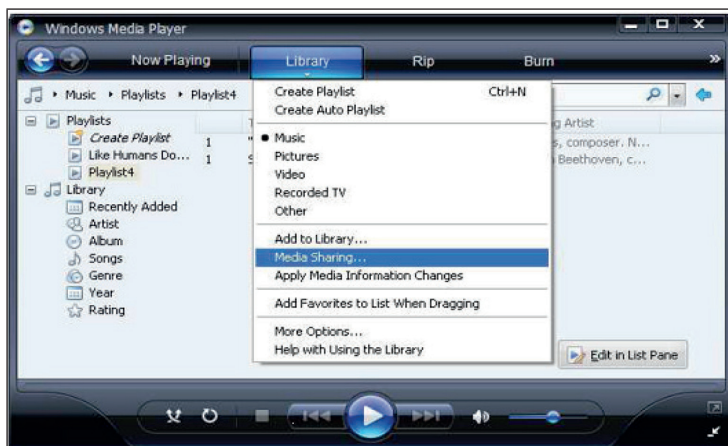 Windows Media Player
Now Playing Library Rip Burn »
Music Playlists Playlist4
Create Playlist Ctrl+N
Create Auto Playlist
Music
Pictures
Video
Recorded TV
Other
Add to Library...
Media Sharing...
Apply Media Information Changes
Add Favorites to List When Dragging
More Options...
Help with Using the Library
Playlists
Create Playlist
Like Humans Do...
Playlist4
Library
Recently Added
Artist
Album
Songs
Genre
Year
Rating
1
1
g Artist
s, composer. N...
Beethoven, c...
Edit in List Pane